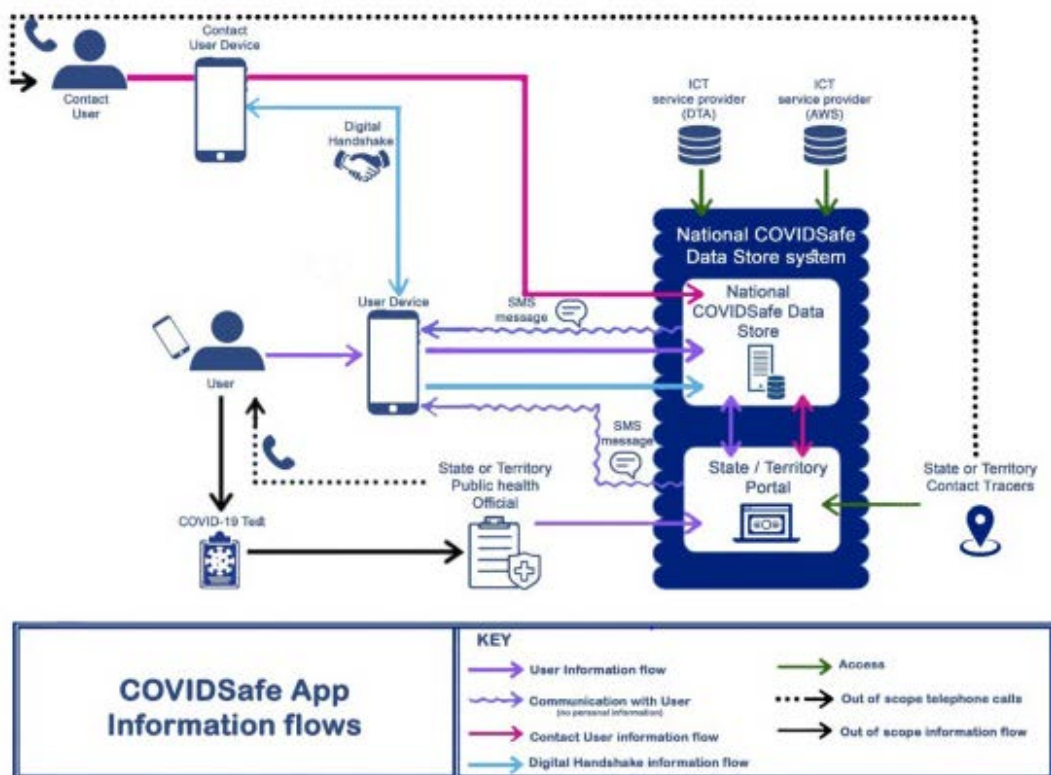 Contact
User Device
Contact
User
Digital
Handshake
ICT
service provider
(DTA)
ICT
service provider
(AWS)
National COVIDSafe
Data Store system
National
COVIDSafe Data
Store
User Device
SMS
message
User
SMS
message
State / Territory
Portal
State or Territory
Public health
Official
State or Territory
Contact Tracers
COVID-19 Test
COVIDSafe App
Information flows
KEY
User Information flow
Communication with User
(no personal information)
Contact User information flow
Digital Handshake information flow
Access
Out of scope telephone calls
Out of scope information flow